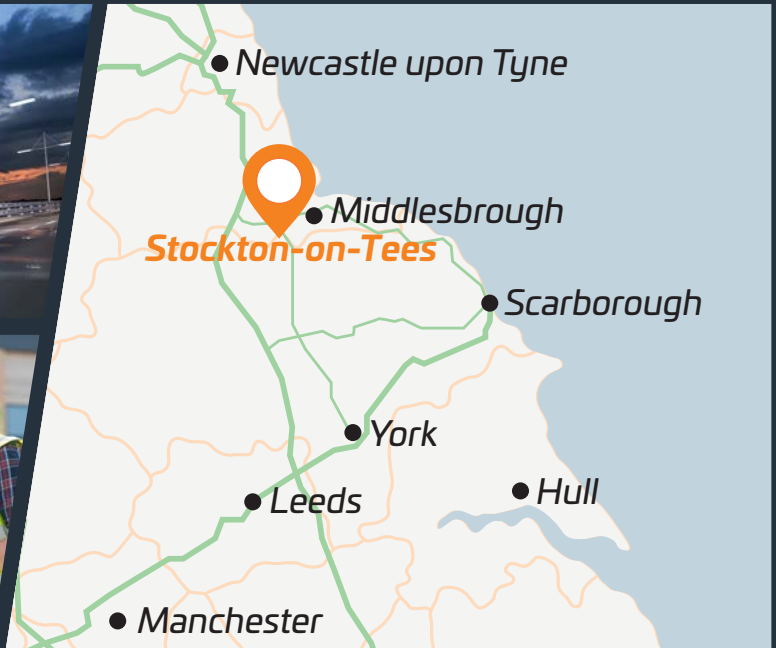 Newcastle upon Tyne
Middlesbrough
Stockton-on-Tees
Scarborough
York
Hull
Leeds
Manchester